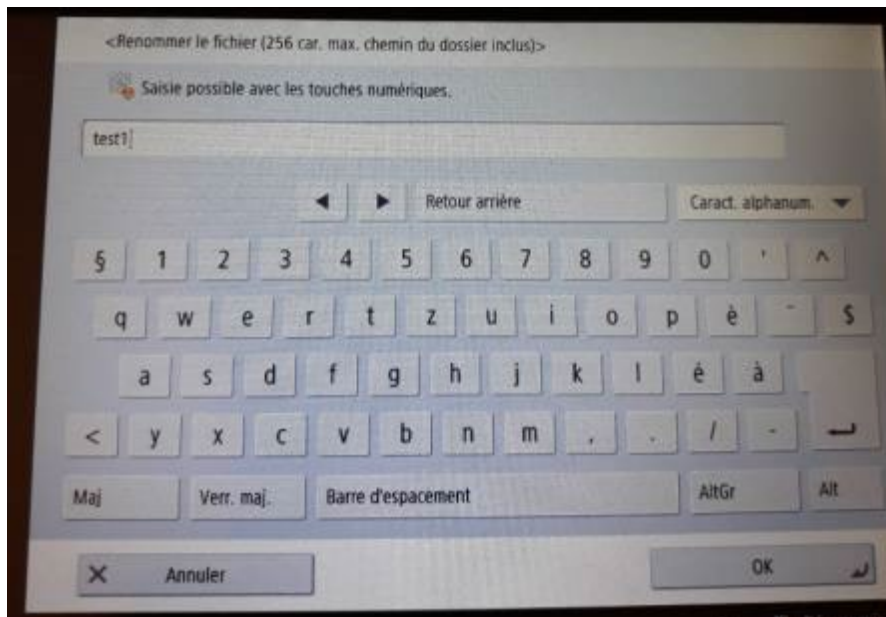 <Renommer le fichier (256 car. max. chemin du dossier inclus)>
Saisie possible avec les touches numériques.
test1
◀ ▶ Retour arrière Caract. alphanum. ▼
§ 1 2 3 4 5 6 7 8 9 0 ' ^
q w e r t z u i o p è ¨ $
a s d f g h j k l é à
< y x c v b n m , . / -
Maj Verr. maj. Barre d'espacement AltGr Alt
X Annuler OK